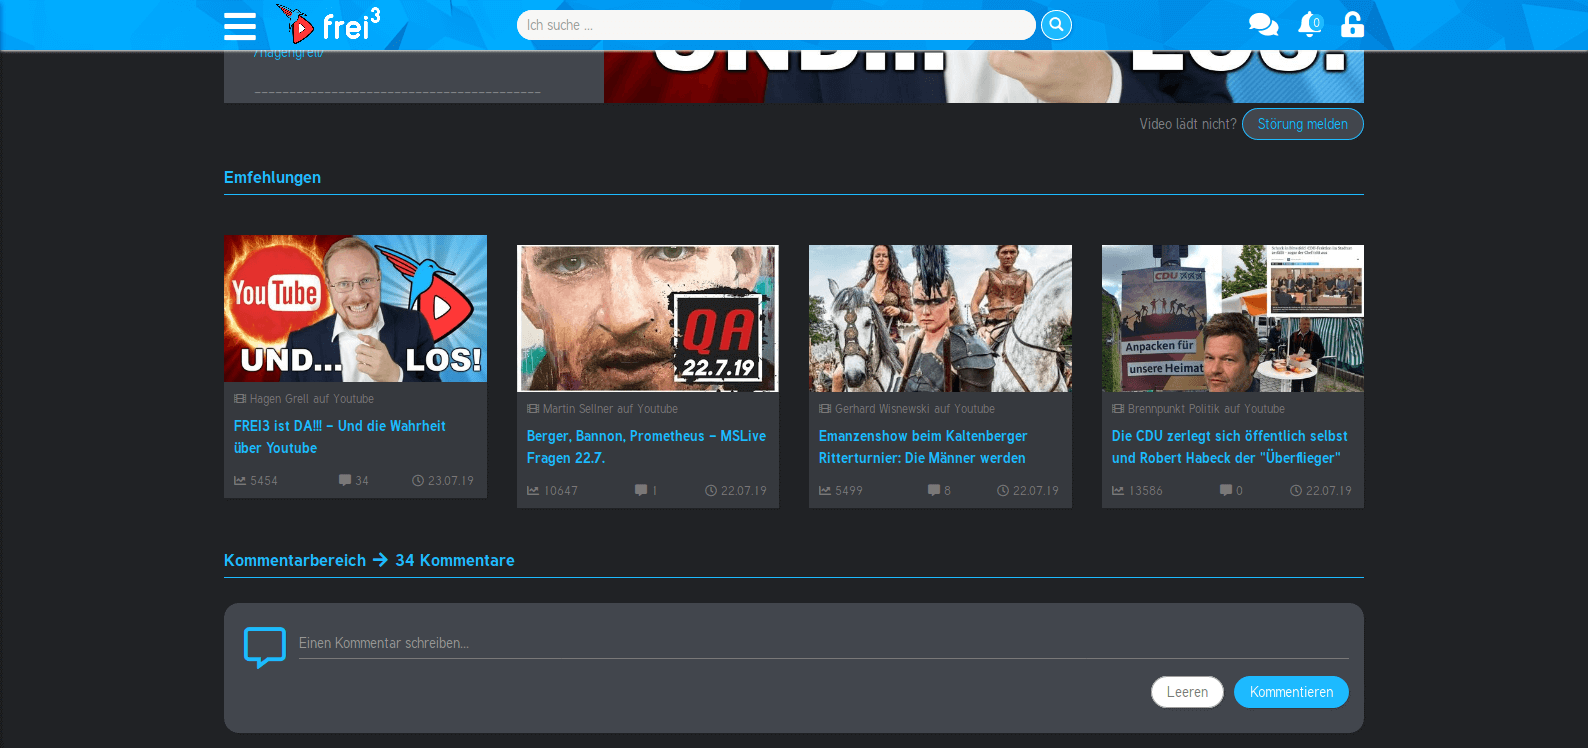 frei³
Ich suche ...
0
/hagengrell/
UND... LOS!
Video lädt nicht? Störung melden
Emfehlungen
YouTube
UND... LOS!
Hagen Grell auf Youtube
FREI3 ist DA!!! – Und die Wahrheit
über Youtube
5454 34 23.07.19
QA
22.7.19
Martin Sellner auf Youtube
Berger, Bannon, Prometheus – MSLive
Fragen 22.7.
10647 1 22.07.19
Gerhard Wisnewski auf Youtube
Emanzenshow beim Kaltenberger
Ritterturnier: Die Männer werden
5499 8 22.07.19
CDU
Anpacken für
unsere Heimat
Brennpunkt Politik auf Youtube
Die CDU zerlegt sich öffentlich selbst
und Robert Habeck der "Überflieger"
13586 0 22.07.19
Kommentarbereich → 34 Kommentare
Einen Kommentar schreiben...
Leeren Kommentieren